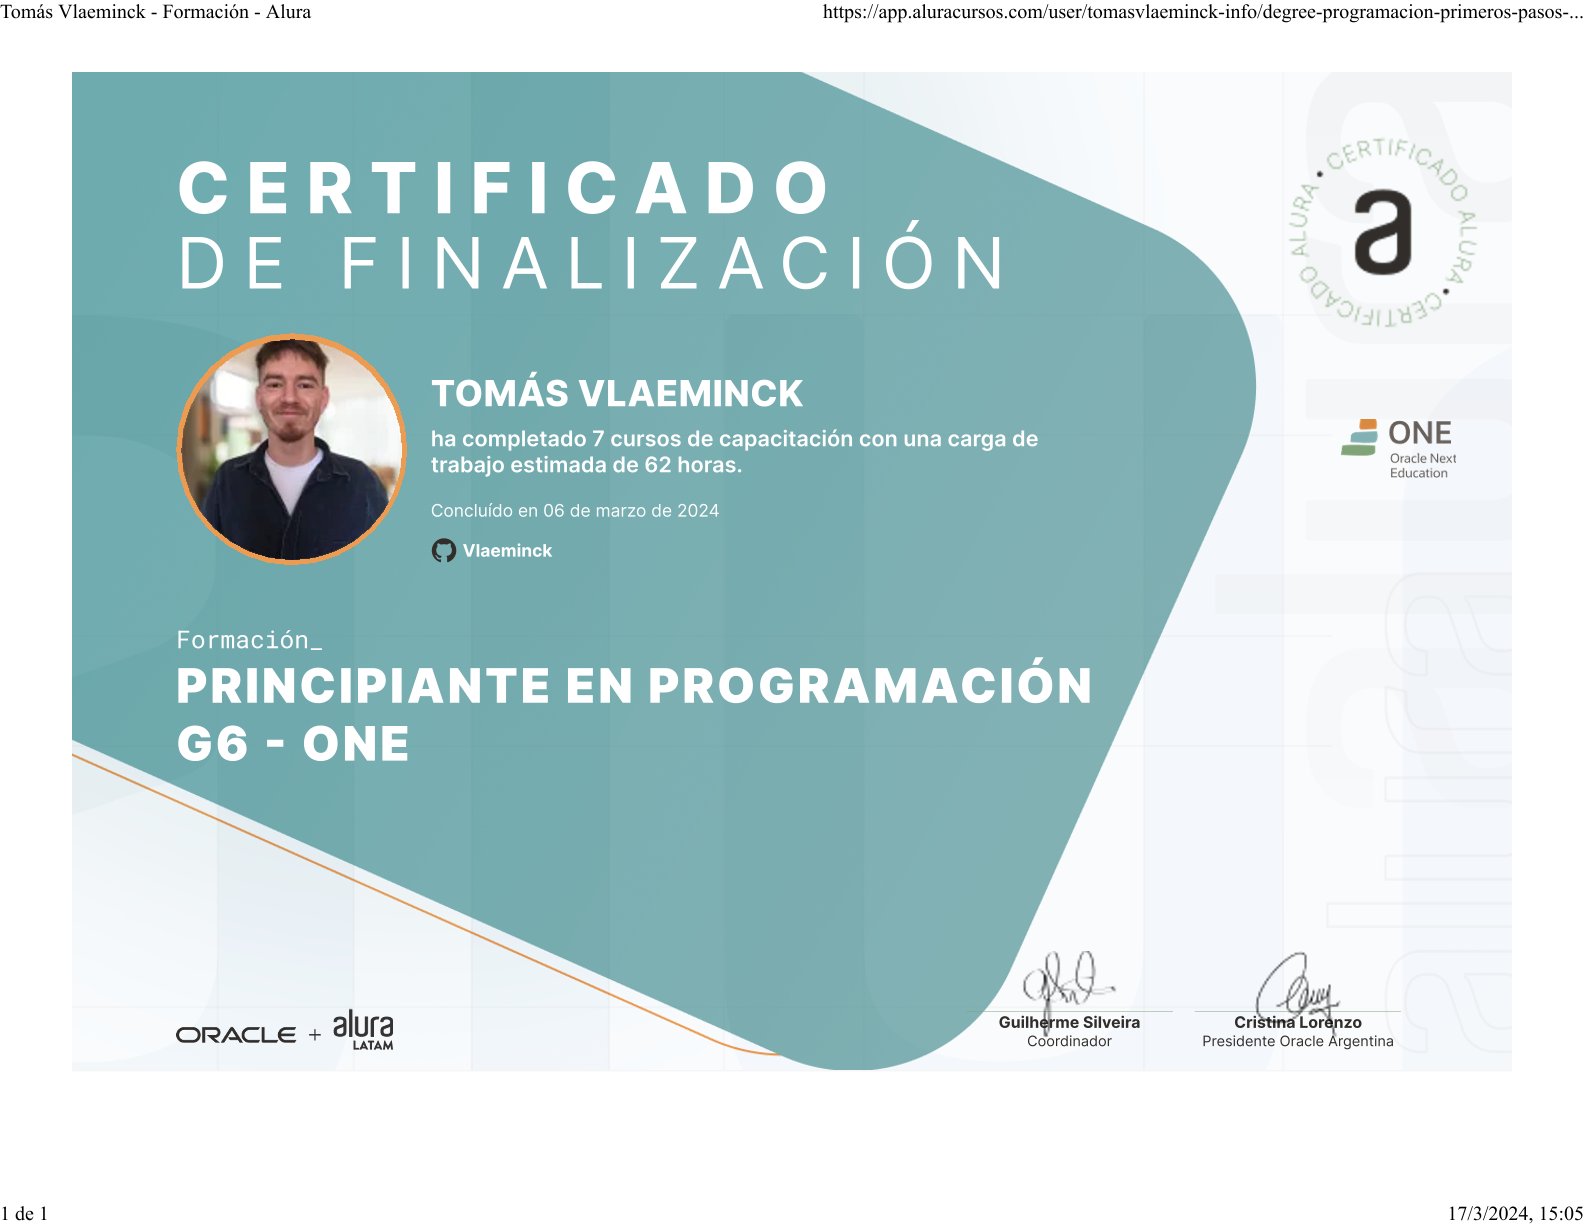 Tomás Vlaeminck - Formación - Alura
https://app.aluracursos.com/user/tomasvlaeminck-info/degree-programacion-primeros-pasos-...
CERTIFICADO
DE FINALIZACIÓN
CERTIFICADO ALURA • CERTIFICADO ALURA •
a
TOMÁS VLAEMINCK
ha completado 7 cursos de capacitación con una carga de
trabajo estimada de 62 horas.
Concluído en 06 de marzo de 2024
Vlaeminck
ONE
Oracle Next
Education
Formación_
PRINCIPIANTE EN PROGRAMACIÓN
G6 - ONE
ORACLE + alura
LATAM
Guilherme Silveira
Coordinador
Cristina Lorenzo
Presidente Oracle Argentina
1 de 1
17/3/2024, 15:05